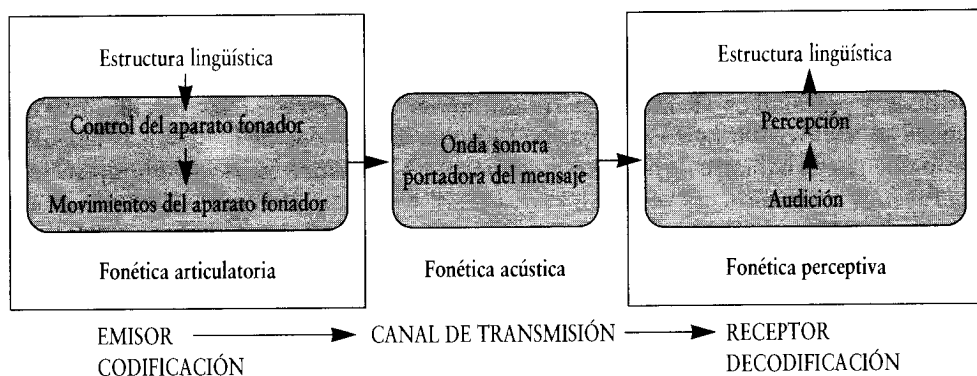 Estructura lingüística
Control del aparato fonador
Movimientos del aparato fonador
Fonética articulatoria
Onda sonora
portadora del mensaje
Fonética acústica
Estructura lingüística
Percepción
Audición
Fonética perceptiva
EMISOR
CODIFICACIÓN
CANAL DE TRANSMISIÓN
RECEPTOR
DECODIFICACIÓN